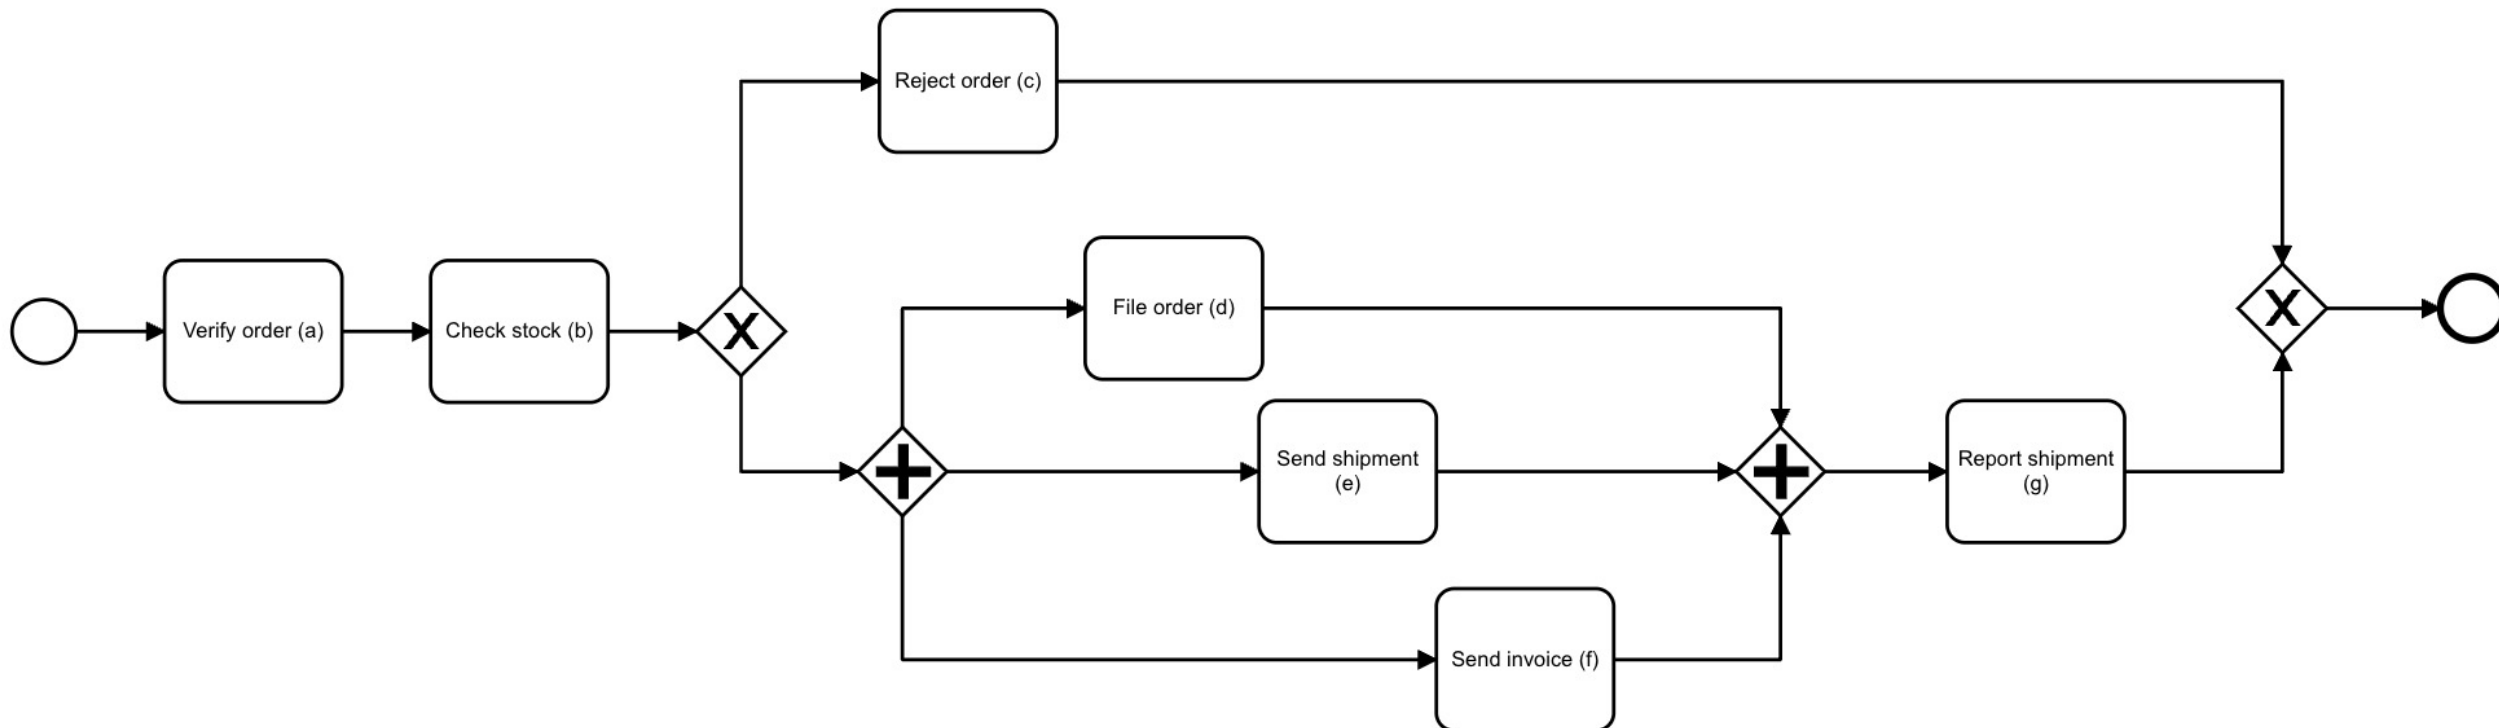 Reject order (c)
File order (d)
Verify order (a)
Check stock (b)
X
X
Send shipment
(e)
Report shipment
(g)
Send invoice (f)